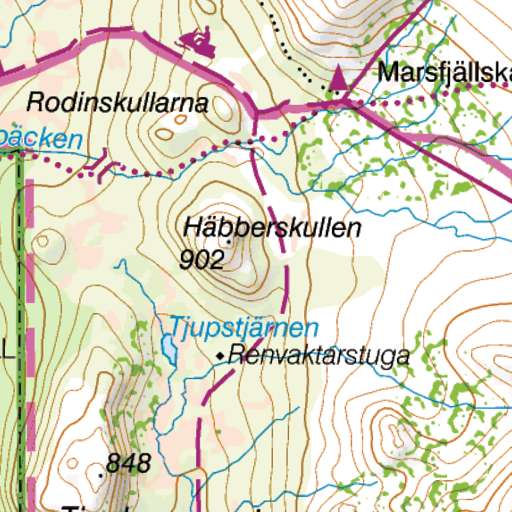 Marsfjällska
Rodinskullarna
bäcken
Häbberskullen
902
Tjupstjärnen
Renvaktarstuga
848